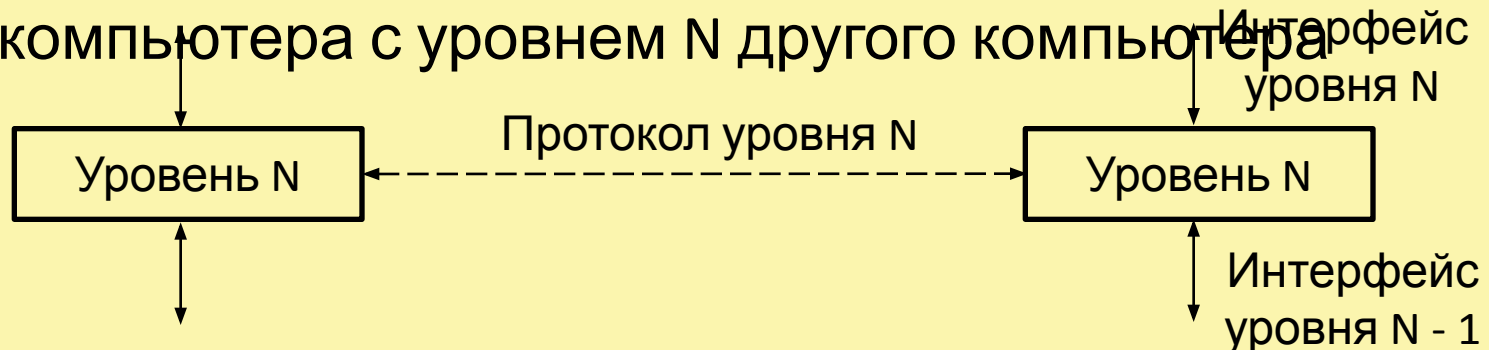 компьютера с уровнем N другого компьютера
Интерфейс
уровня N
Протокол уровня N
Уровень N
Уровень N
Интерфейс
уровня N - 1